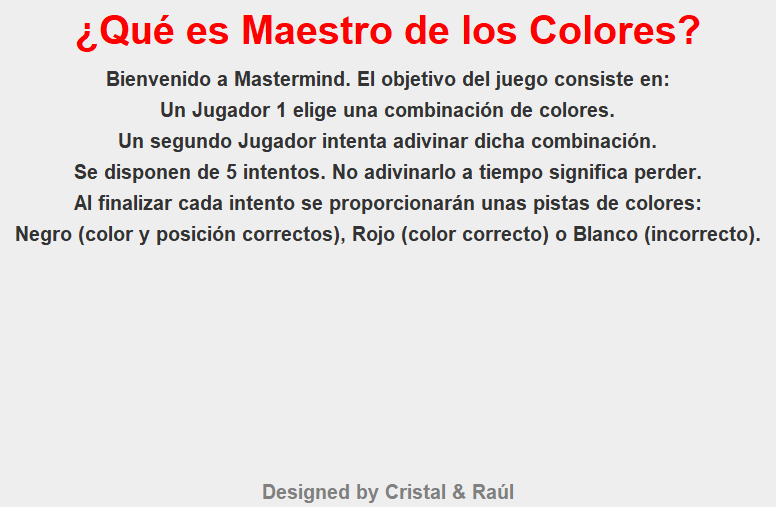 ¿Qué es Maestro de los Colores?
Bienvenido a Mastermind. El objetivo del juego consiste en:
Un Jugador 1 elige una combinación de colores.
Un segundo Jugador intenta adivinar dicha combinación.
Se disponen de 5 intentos. No adivinarlo a tiempo significa perder.
Al finalizar cada intento se proporcionarán unas pistas de colores:
Negro (color y posición correctos), Rojo (color correcto) o Blanco (incorrecto).
Designed by Cristal & Raúl